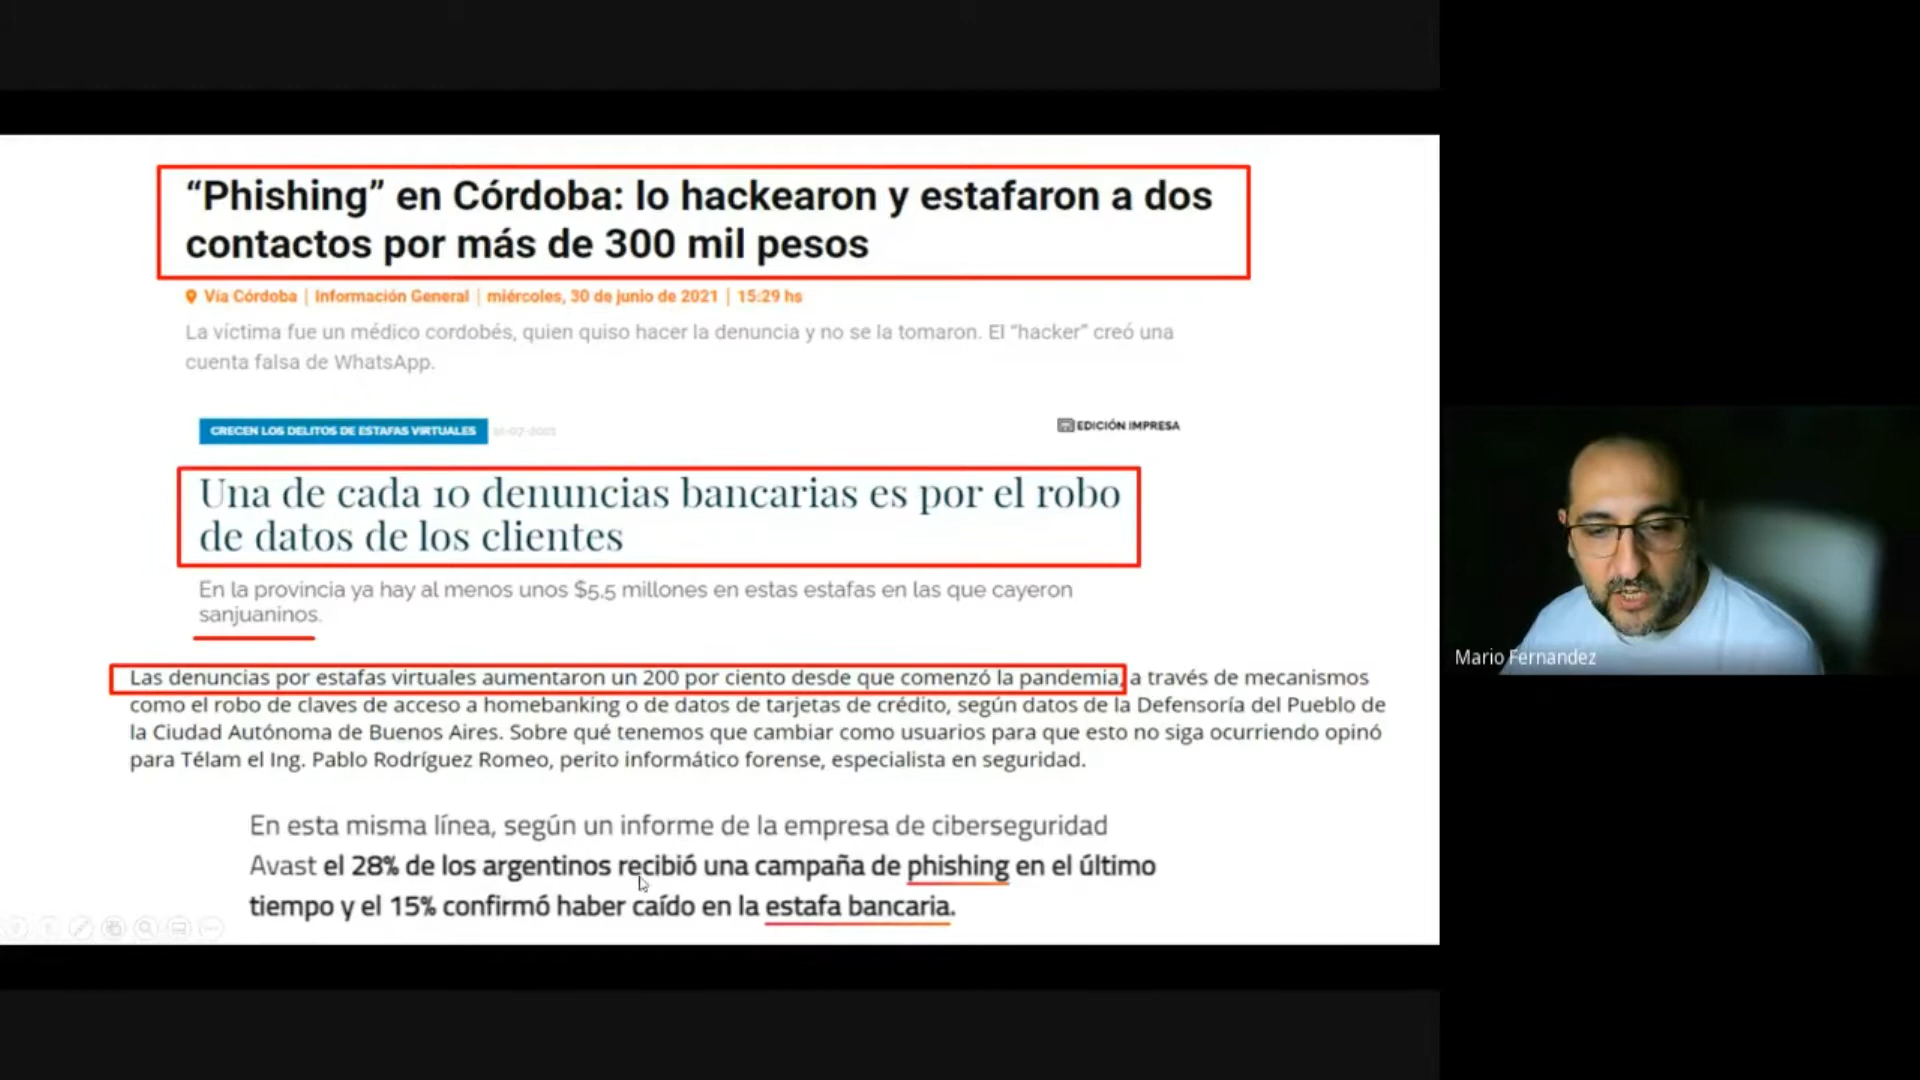 “Phishing” en Córdoba: lo hackearon y estafaron a dos
contactos por más de 300 mil pesos
Vía Córdoba | Información General | miércoles, 30 de junio de 2021 | 15:29 hs
La víctima fue un médico cordobés, quien quiso hacer la denuncia y no se la tomaron. El “hacker” creó una
cuenta falsa de WhatsApp.
CRECEN LOS DELITOS DE ESTAFAS VIRTUALES
EDICIÓN IMPRESA
Una de cada 10 denuncias bancarias es por el robo
de datos de los clientes
En la provincia ya hay al menos unos $5,5 millones en estas estafas en las que cayeron
sanjuaninos.
Las denuncias por estafas virtuales aumentaron un 200 por ciento desde que comenzó la pandemia, a través de mecanismos
como el robo de claves de acceso a homebanking o de datos de tarjetas de crédito, según datos de la Defensoría del Pueblo de
la Ciudad Autónoma de Buenos Aires. Sobre qué tenemos que cambiar como usuarios para que esto no siga ocurriendo opinó
para Télam el Ing. Pablo Rodríguez Romeo, perito informático forense, especialista en seguridad.
En esta misma línea, según un informe de la empresa de ciberseguridad
Avast el 28% de los argentinos recibió una campaña de phishing en el último
tiempo y el 15% confirmó haber caído en la estafa bancaria.
Mario Fernandez